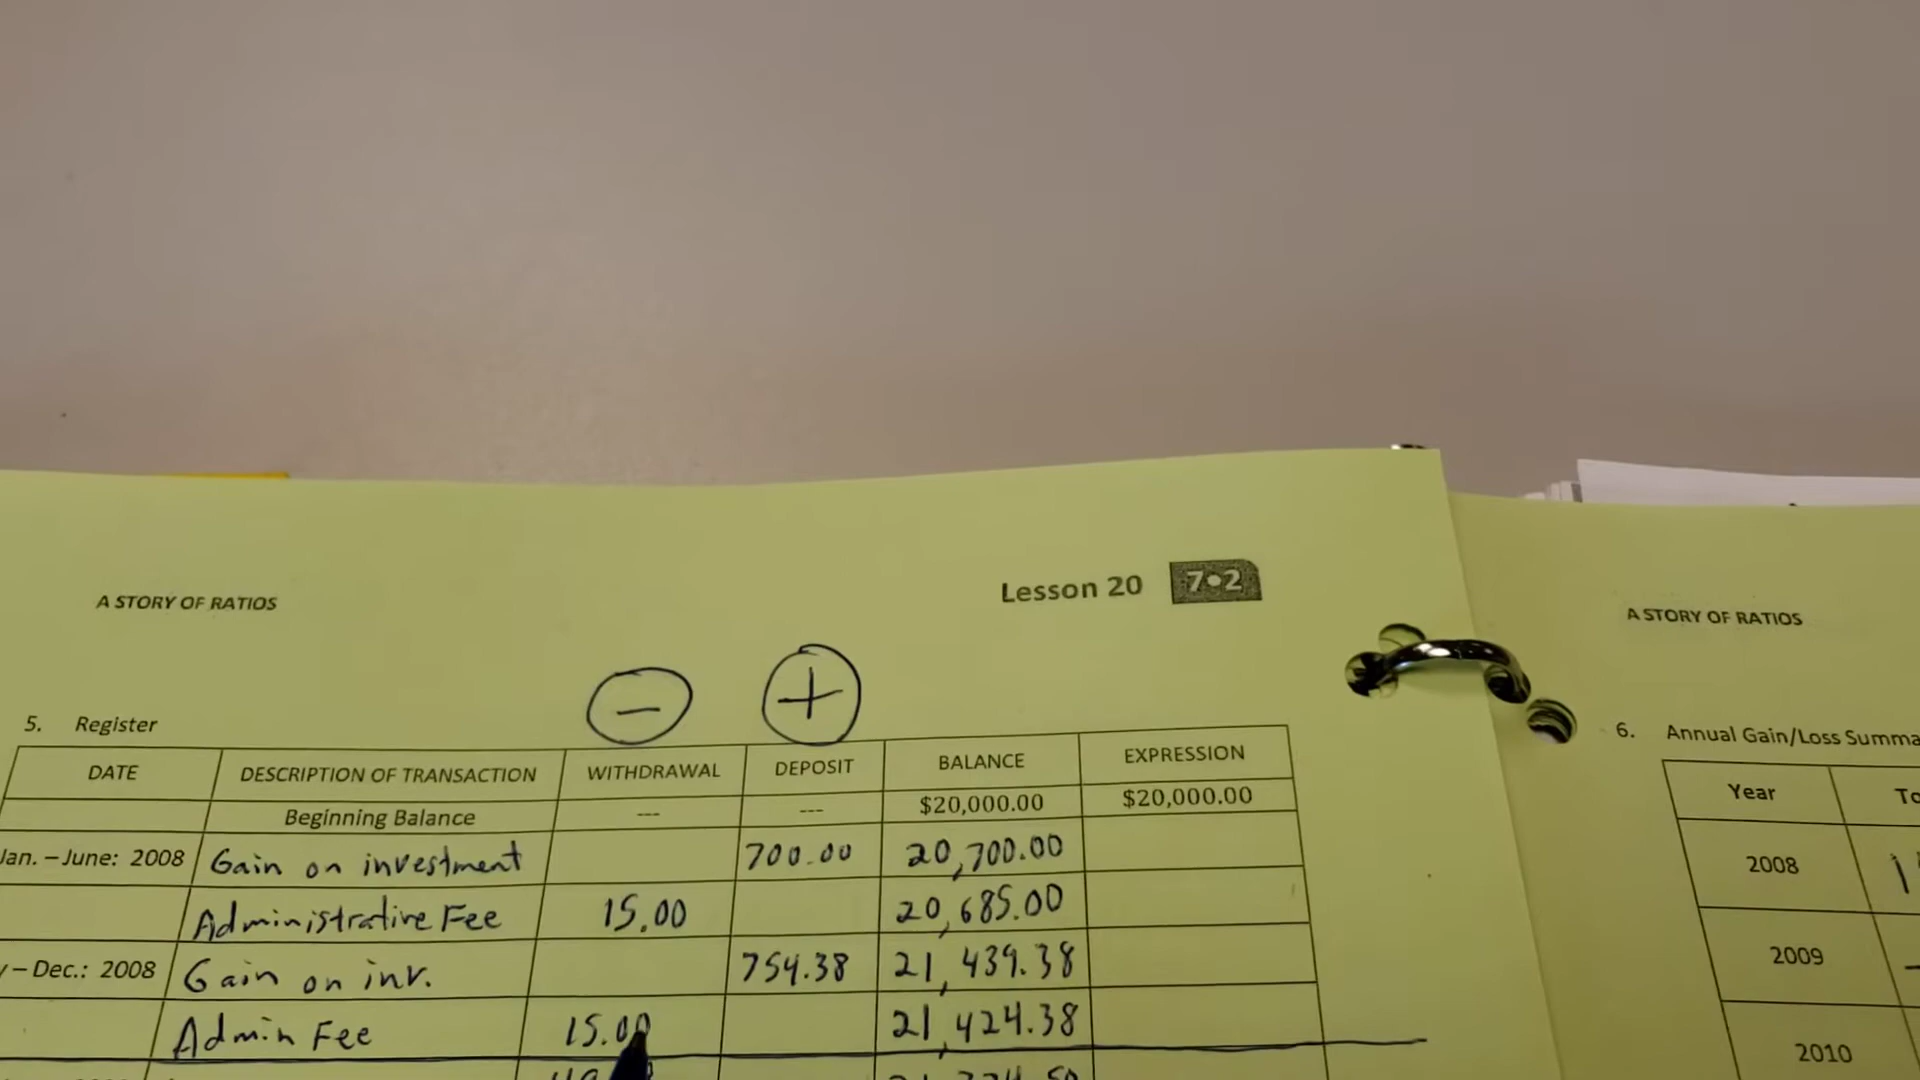 A STORY OF RATIOS
Lesson 20 7•2
− +
5. Register
DATE DESCRIPTION OF TRANSACTION WITHDRAWAL DEPOSIT BALANCE EXPRESSION
Beginning Balance --- --- $20,000.00 $20,000.00
Jan. – June: 2008 Gain on investment 700.00 20,700.00
Administrative Fee 15.00 20,685.00
– Dec.: 2008 Gain on inv. 754.38 21,439.38
Admin Fee 15.00 21,424.38
A STORY OF RATIOS
6. Annual Gain/Loss Summa
Year
2008
2009
2010